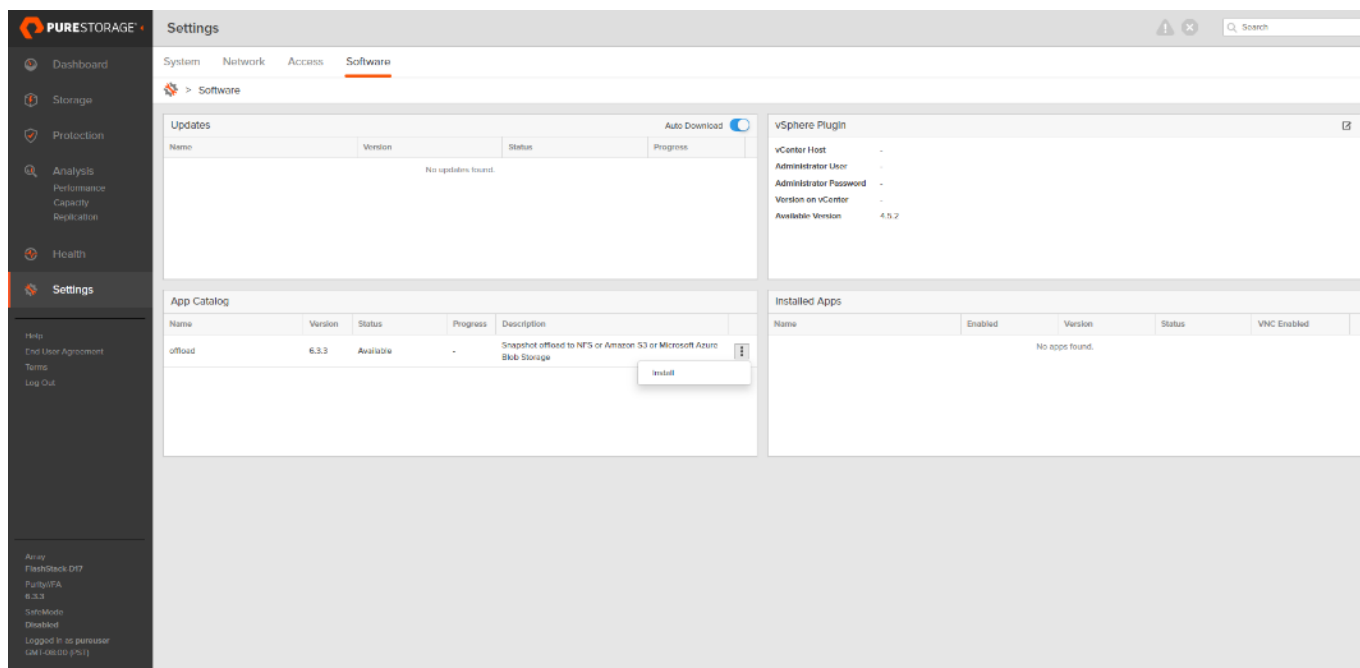 PURESTORAGE
Settings
Search
Dashboard
Storage
Protection
Analysis
Performance
Capacity
Replication
Health
Settings
Help
End User Agreement
Terms
Log Out
Array
FlashStack D17
Purity//FA
6.3.3
SafeMode
Disabled
Logged in as pureuser
GMT-08:00 (PST)
System Network Access Software
> Software
Updates Auto Download
Name Version Status Progress
No updates found.
vSphere Plugin
vCenter Host -
Administrator User -
Administrator Password -
Version on vCenter -
Available Version 4.5.2
App Catalog
Name Version Status Progress Description
offload 6.3.3 Available - Snapshot offload to NFS or Amazon S3 or Microsoft Azure
Blob Storage
Install
Installed Apps
Name Enabled Version Status VNC Enabled
No apps found.